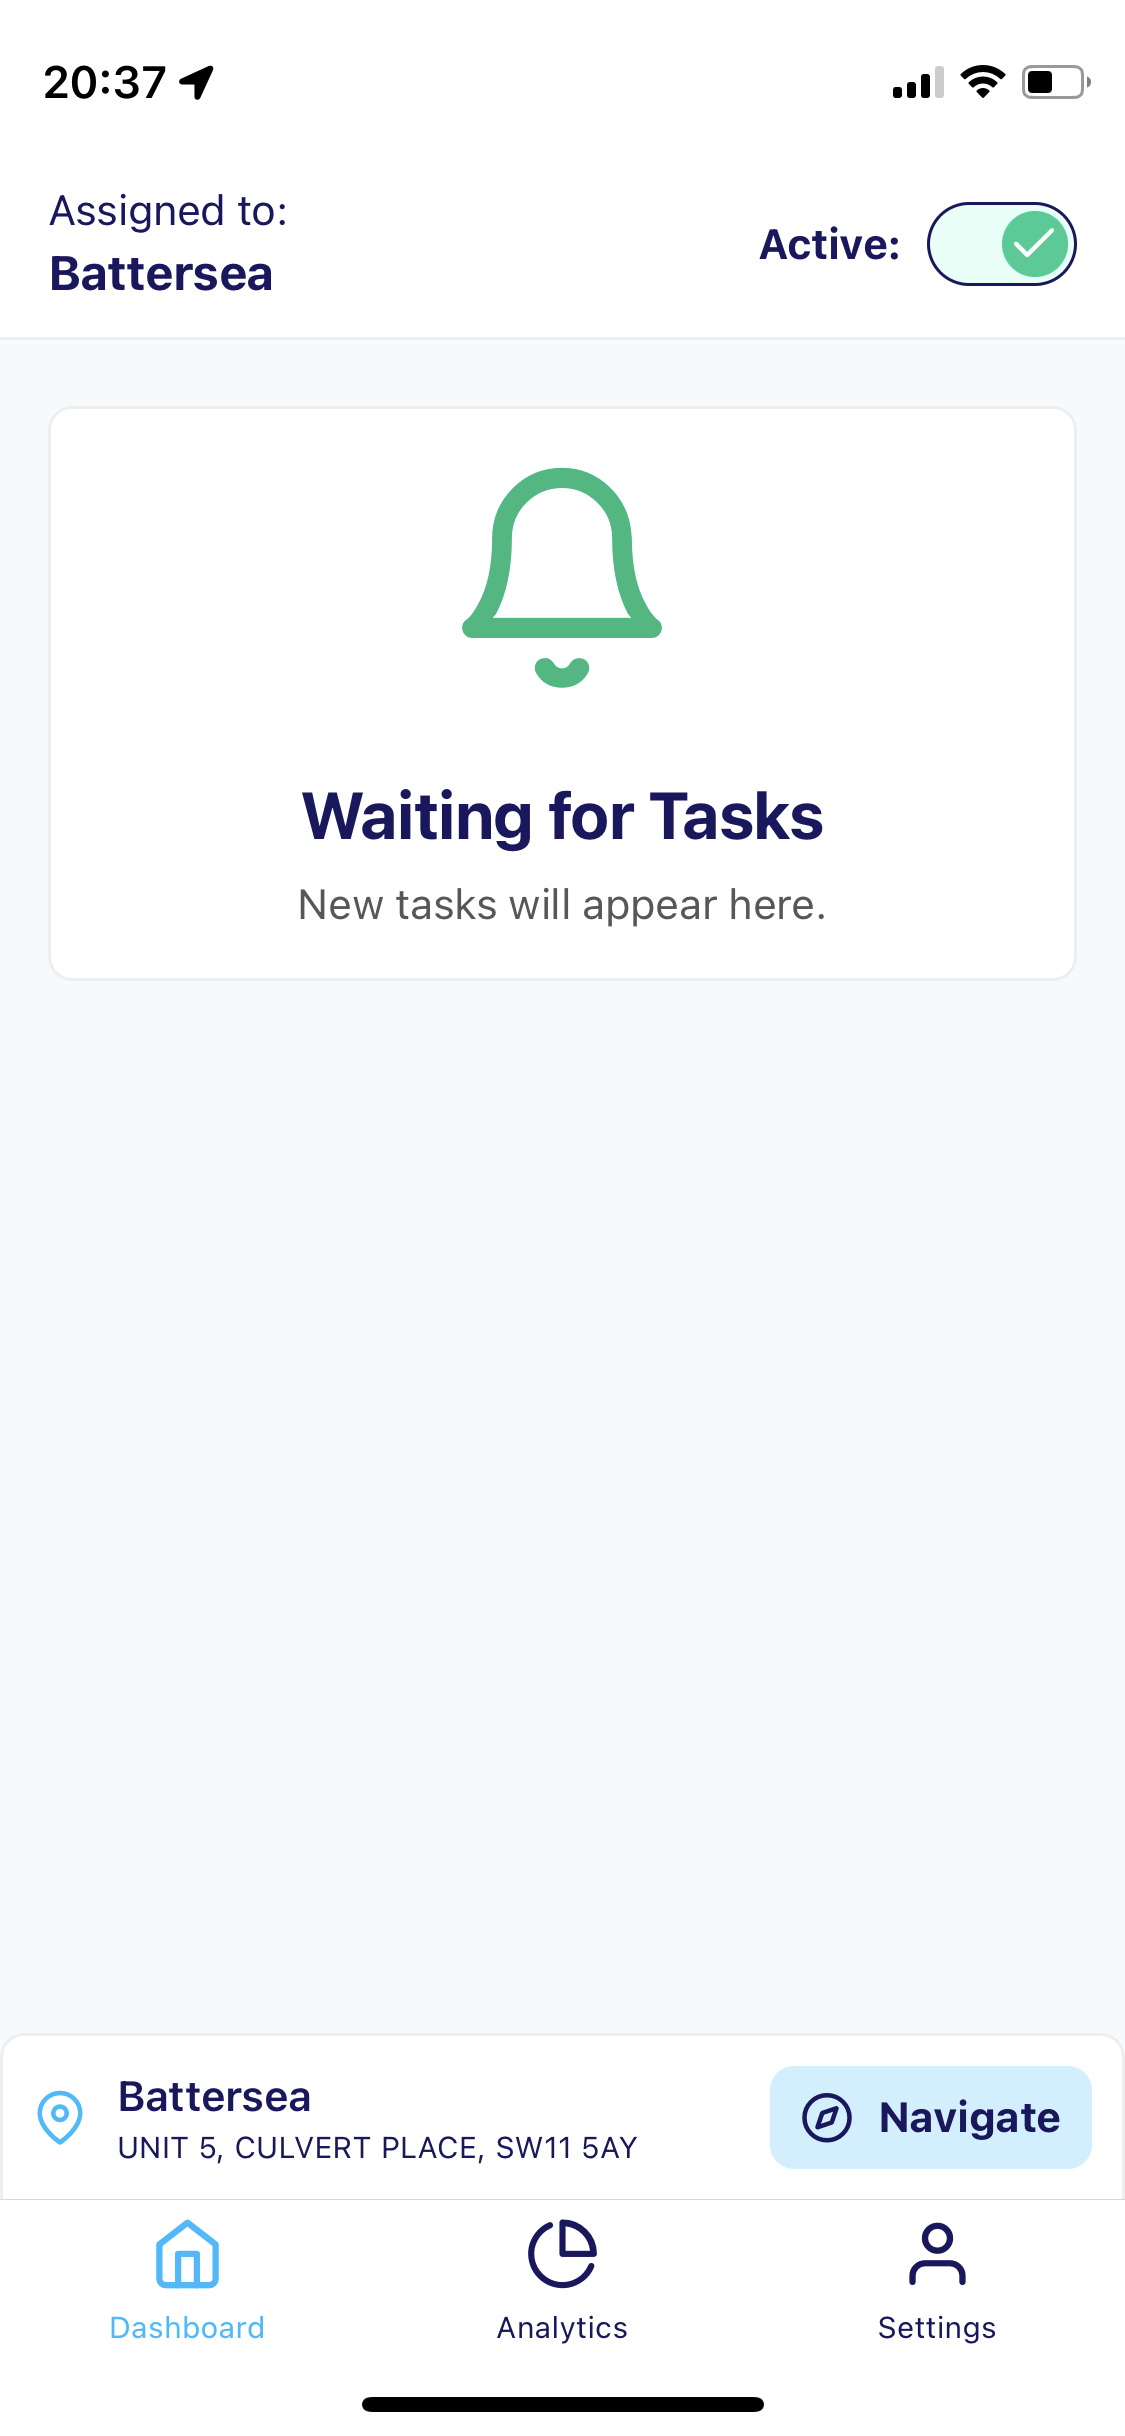 20:37
Assigned to:
Battersea
Active:
Waiting for Tasks
New tasks will appear here.
Battersea
UNIT 5, CULVERT PLACE, SW11 5AY
Navigate
Dashboard
Analytics
Settings